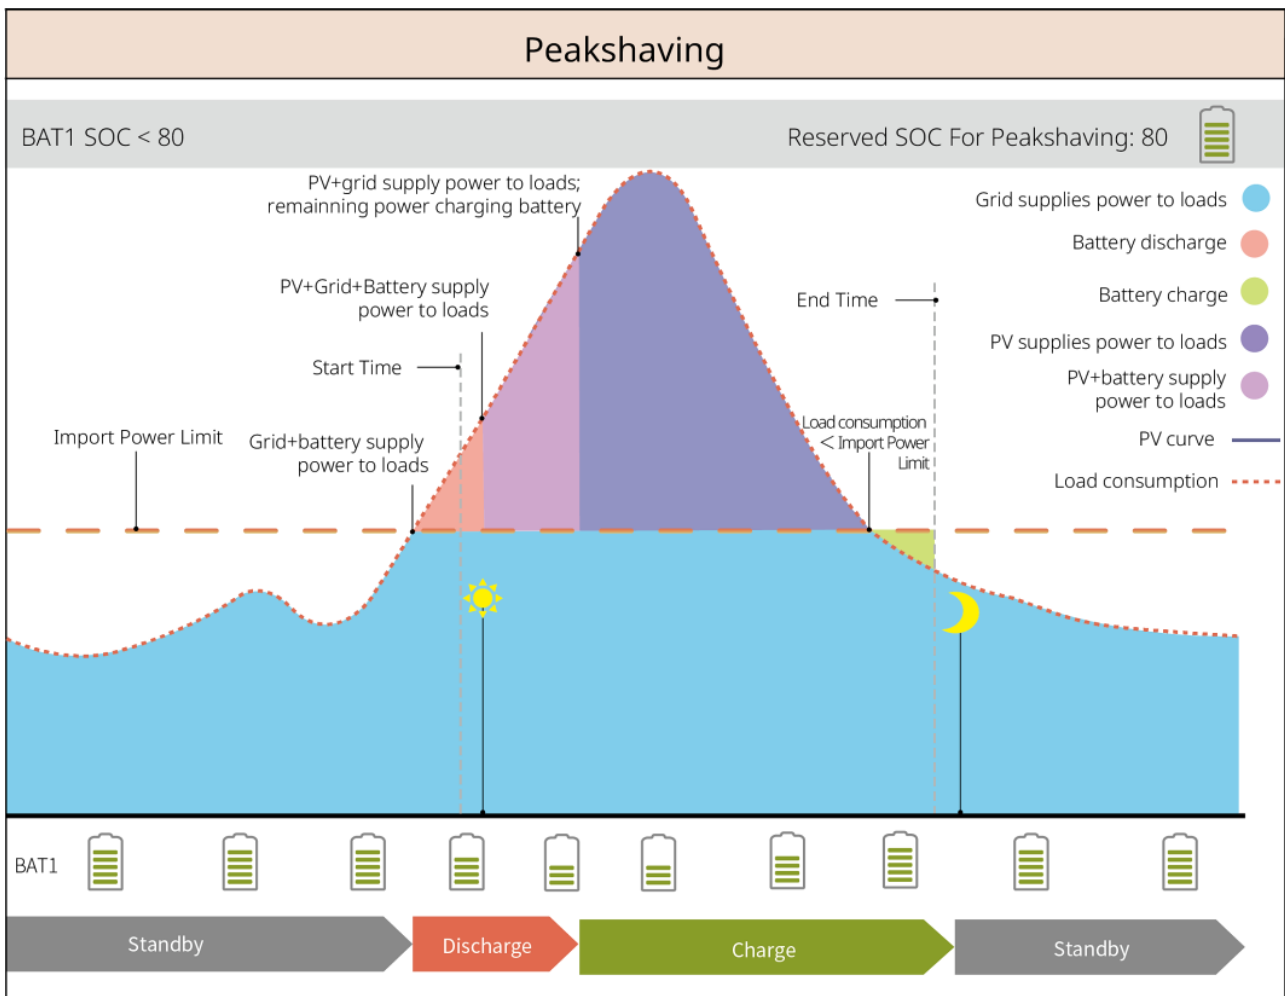 Peakshaving
BAT1 SOC < 80
Reserved SOC For Peakshaving: 80
PV+grid supply power to loads;
remainning power charging battery
PV+Grid+Battery supply
power to loads
Start Time
Import Power Limit
Grid+battery supply
power to loads
End Time
Load consumption
< Import Power
Limit
Grid supplies power to loads
Battery discharge
Battery charge
PV supplies power to loads
PV+battery supply
power to loads
PV curve
Load consumption
BAT1
Standby
Discharge
Charge
Standby